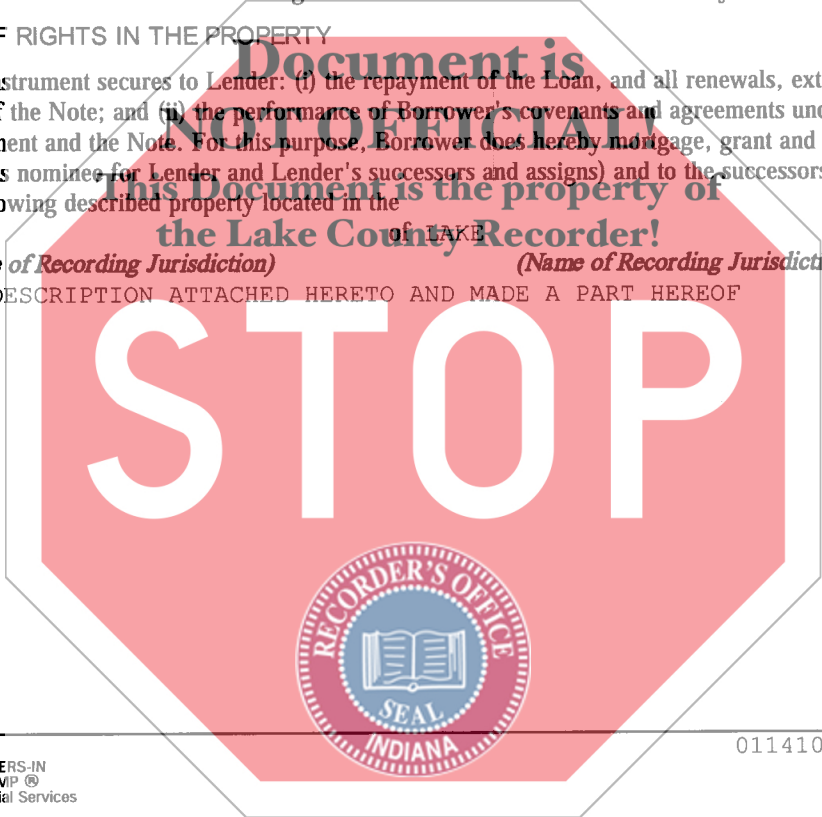 F RIGHTS IN THE PROPERTY
Document is
strument secures to Lender: (i) the repayment of the Loan, and all renewals, ext
f the Note; and (ii) the performance of Borrower's covenants and agreements und
NOT OFFICIAL!
ent and the Note. For this purpose, Borrower does hereby mortgage, grant and
s nominee for Lender and Lender's successors and assigns) and to the successors
This Document is the property of
owing described property located in the
the Lake County Recorder!
of LAKE
of Recording Jurisdiction) (Name of Recording Jurisdicti
DESCRIPTION ATTACHED HERETO AND MADE A PART HEREOF
STOP
RECORDER'S OFFICE
SEAL
INDIANA
011410
ERS-IN
MP ®
ial Services